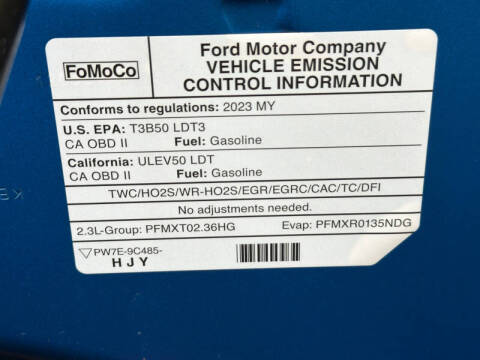 FoMoCo
Ford Motor Company
VEHICLE EMISSION
CONTROL INFORMATION
Conforms to regulations: 2023 MY
U.S. EPA: T3B50 LDT3
CA OBD II Fuel: Gasoline
California: ULEV50 LDT
CA OBD II Fuel: Gasoline
TWC/HO2S/WR-HO2S/EGR/EGRC/CAC/TC/DFI
No adjustments needed.
2.3L-Group: PFMXT02.36HG Evap: PFMXR0135NDG
PW7E-9C485-
HJY